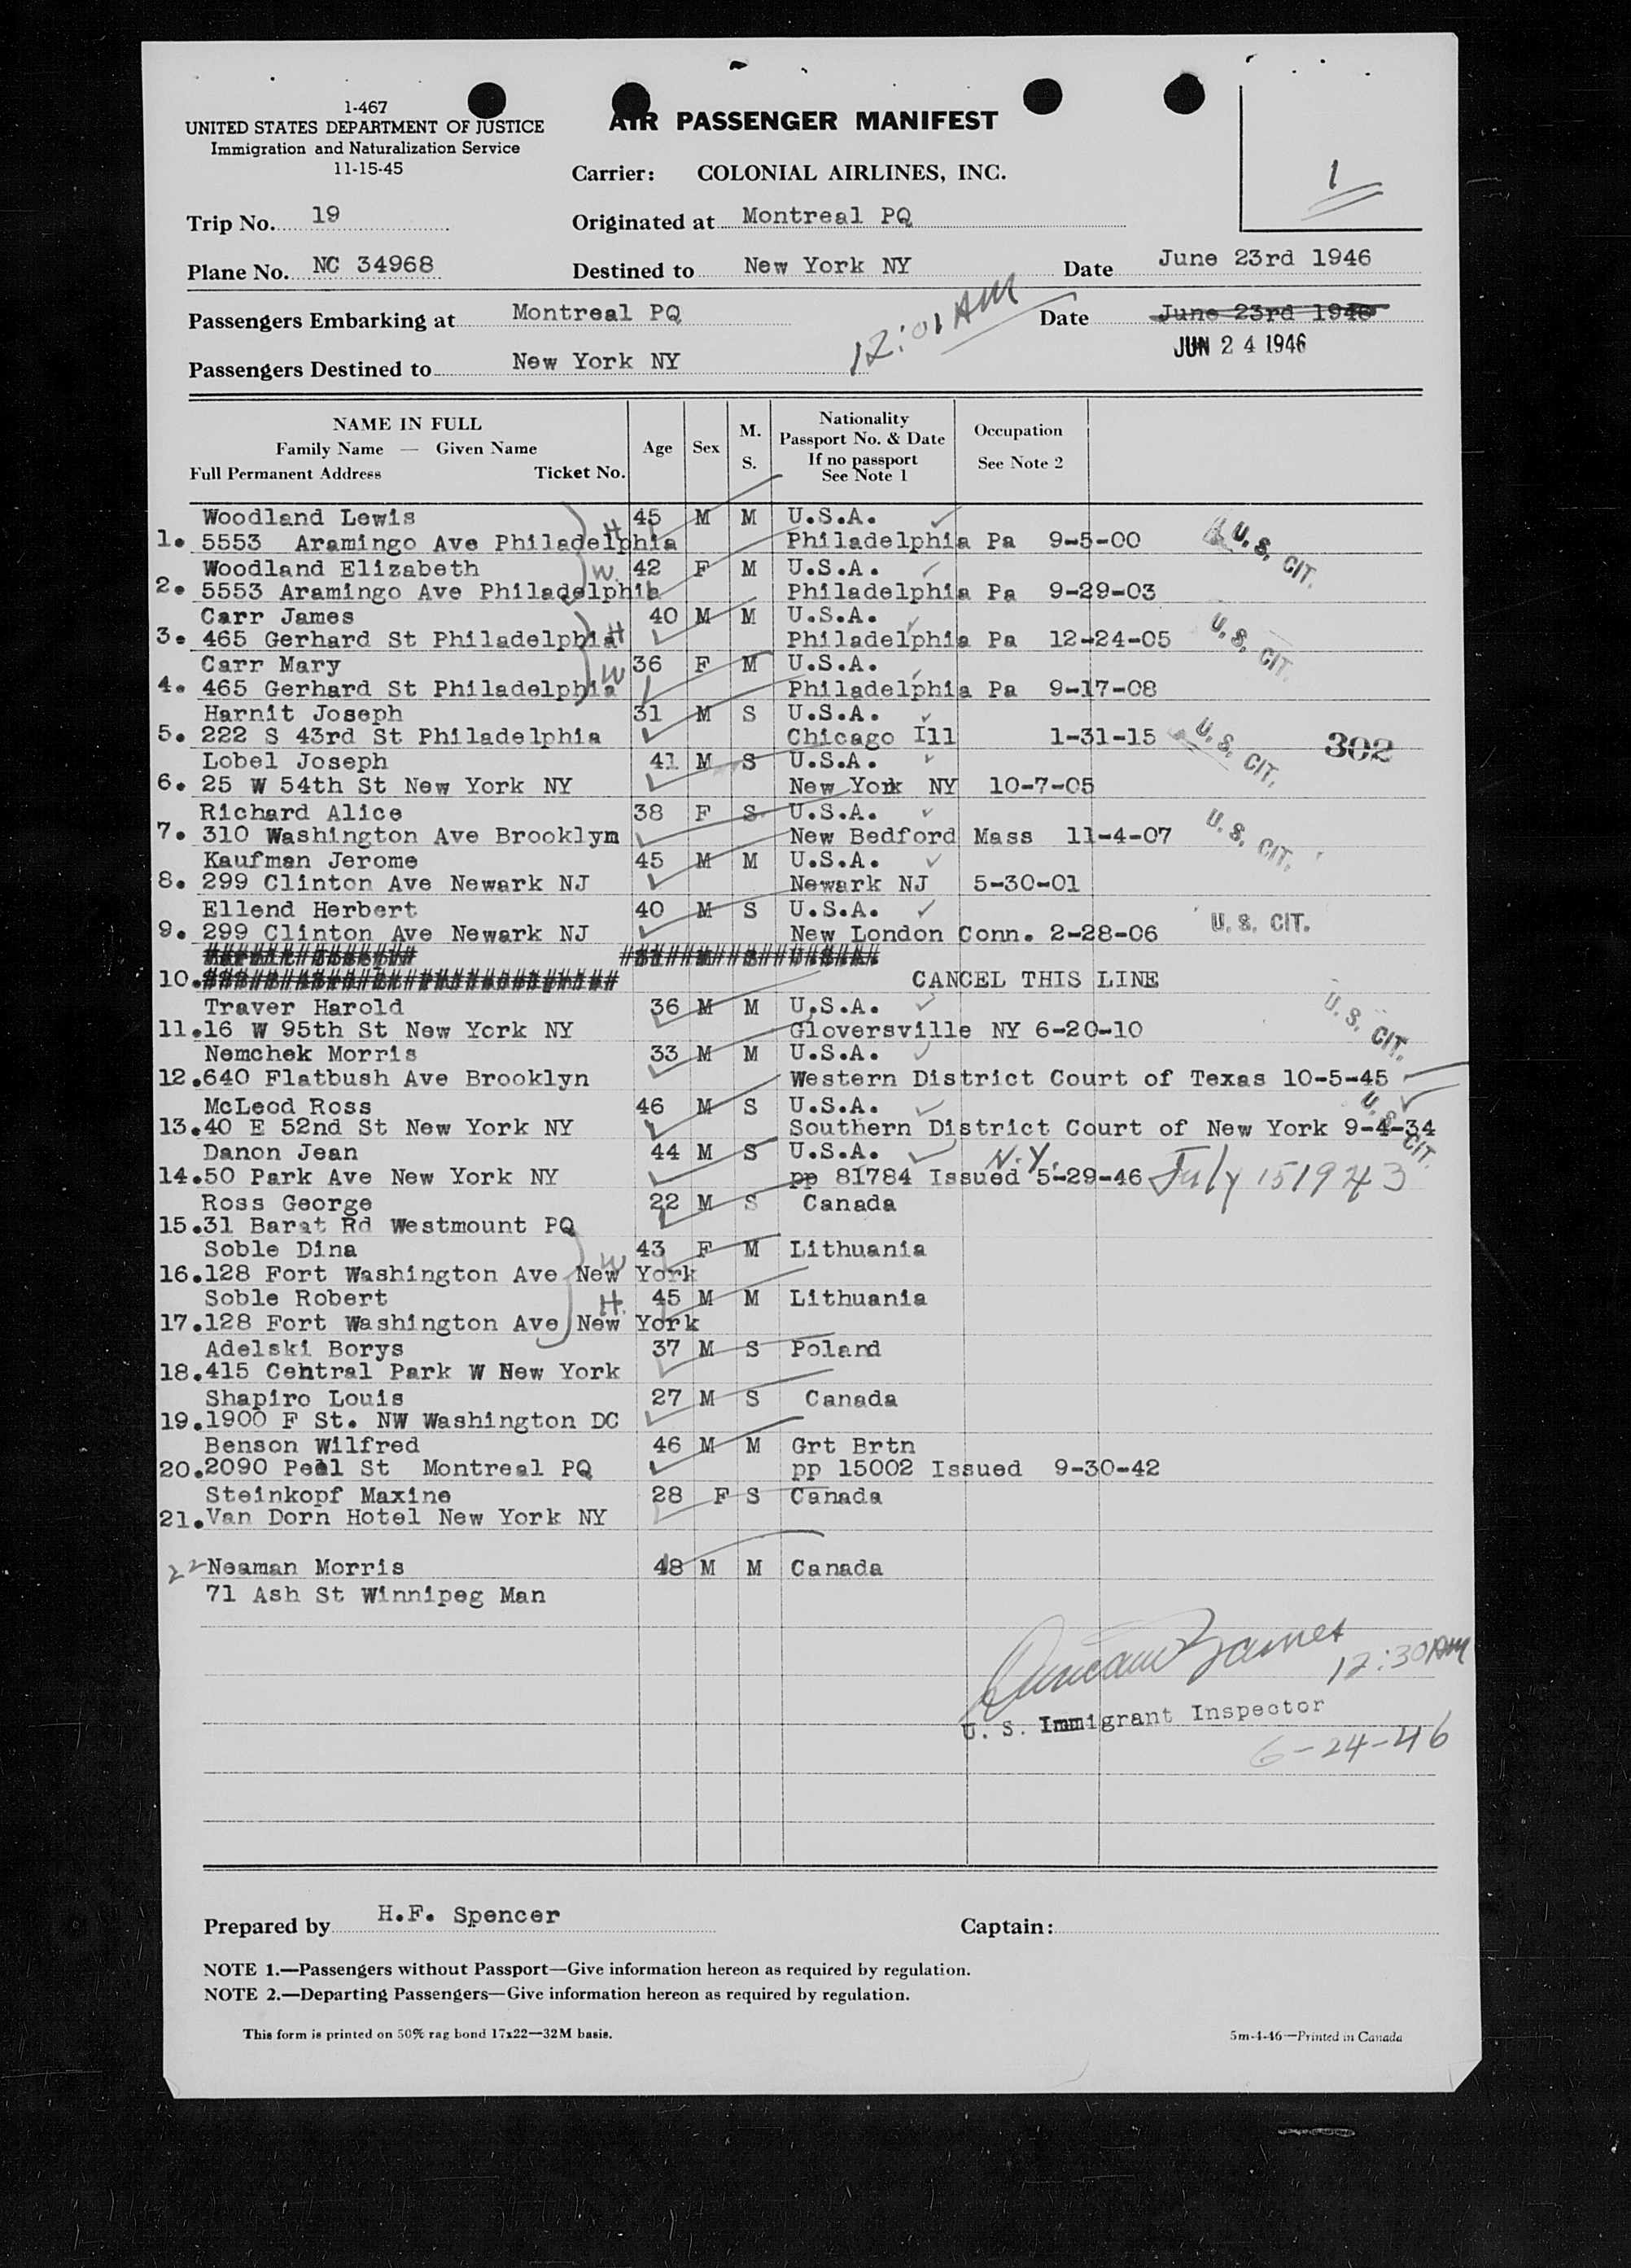 1-467
UNITED STATES DEPARTMENT OF JUSTICE
Immigration and Naturalization Service
11-15-45
AIR PASSENGER MANIFEST
Carrier: COLONIAL AIRLINES, INC.
1
Trip No. 19 Originated at Montreal PQ
Plane No. NC 34968 Destined to New York NY Date June 23rd 1946
Passengers Embarking at Montreal PQ 12:01 AM Date June 23rd 1946
JUN 24 1946
Passengers Destined to New York NY
NAME IN FULL
Family Name — Given Name
Full Permanent Address Ticket No.
Age Sex M. S.
Nationality
Passport No. & Date
If no passport
See Note 1
Occupation
See Note 2
Woodland Lewis H 45 M M U.S.A.
1. 5553 Aramingo Ave Philadelphia Philadelphia Pa 9-5-00 U. S. CIT.
Woodland Elizabeth W. 42 F M U.S.A.
2. 5553 Aramingo Ave Philadelphia Philadelphia Pa 9-29-03
Carr James H 40 M M U.S.A.
3. 465 Gerhard St Philadelphia Philadelphia Pa 12-24-05 U. S. CIT.
Carr Mary W 36 F M U.S.A.
4. 465 Gerhard St Philadelphia Philadelphia Pa 9-17-08
Harnit Joseph 31 M S U.S.A.
5. 222 S 43rd St Philadelphia Chicago Ill 1-31-15 U. S. CIT. 302
Lobel Joseph 41 M S U.S.A.
6. 25 W 54th St New York NY New York NY 10-7-05
Richard Alice 38 F S U.S.A.
7. 310 Washington Ave Brooklyn New Bedford Mass 11-4-07 U. S. CIT.
Kaufman Jerome 45 M M U.S.A.
8. 299 Clinton Ave Newark NJ Newark NJ 5-30-01
Ellend Herbert 40 M S U.S.A.
9. 299 Clinton Ave Newark NJ New London Conn. 2-28-06 U. S. CIT.
10. CANCEL THIS LINE
Traver Harold 36 M M U.S.A.
11. 16 W 95th St New York NY Gloversville NY 6-20-10 U. S. CIT.
Nemchek Morris 33 M M U.S.A.
12. 640 Flatbush Ave Brooklyn Western District Court of Texas 10-5-45
McLeod Ross 46 M S U.S.A.
13. 40 E 52nd St New York NY Southern District Court of New York 9-4-34 U. S. CIT.
Danon Jean 44 M S U.S.A. N.Y.
14. 50 Park Ave New York NY pp 81784 Issued 5-29-46 July 15 1943
Ross George 22 M S Canada
15. 31 Barat Rd Westmount PQ
Soble Dina W 43 F M Lithuania
16. 128 Fort Washington Ave New York
Soble Robert H. 45 M M Lithuania
17. 128 Fort Washington Ave New York
Adelski Borys 37 M S Poland
18. 415 Central Park W New York
Shapiro Louis 27 M S Canada
19. 1900 F St. NW Washington DC
Benson Wilfred 46 M M Grt Brtn
20. 2090 Peel St Montreal PQ pp 15002 Issued 9-30-42
Steinkopf Maxine 28 F S Canada
21. Van Dorn Hotel New York NY
22 Neaman Morris 48 M M Canada
71 Ash St Winnipeg Man
12:30 AM
U. S. Immigrant Inspector
6-24-46
Prepared by H.F. Spencer Captain:
NOTE 1.—Passengers without Passport—Give information hereon as required by regulation.
NOTE 2.—Departing Passengers—Give information hereon as required by regulation.
This form is printed on 50% rag bond 17x22—32M basis. 5m-4-46—Printed in Canada